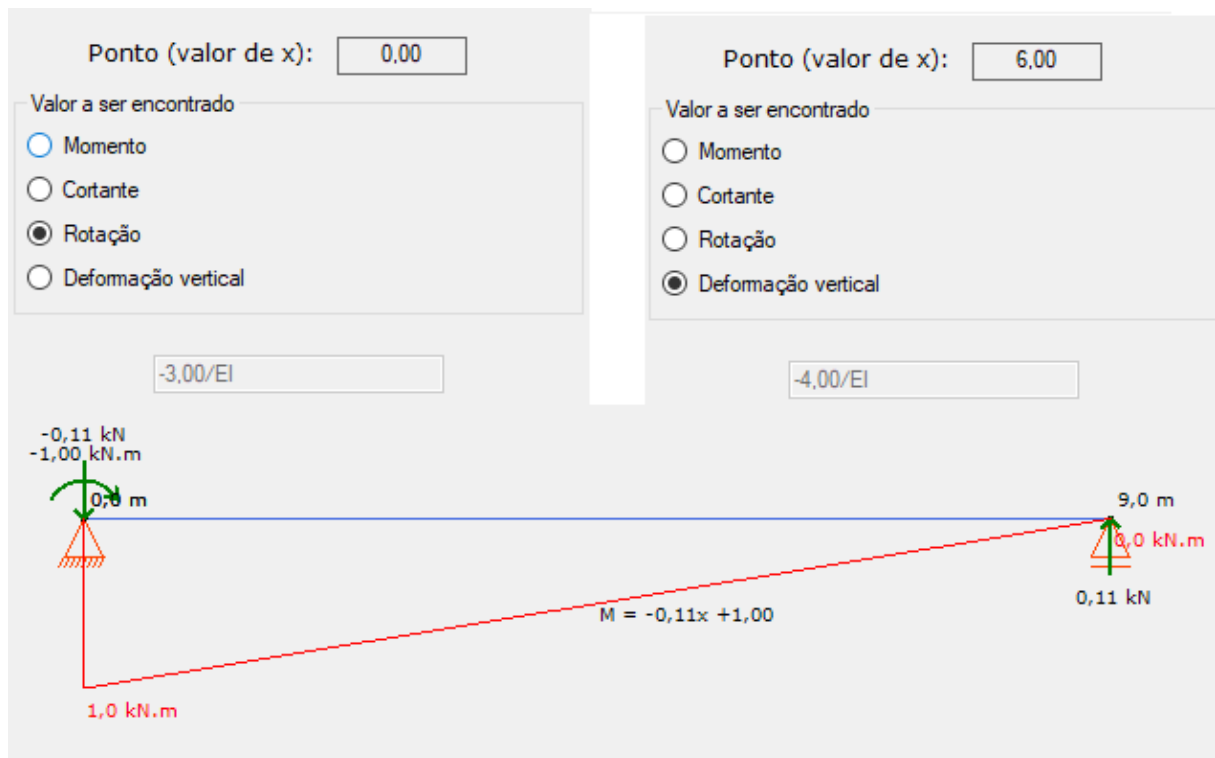 Ponto (valor de x): 0,00
Valor a ser encontrado
Momento
Cortante
Rotação
Deformação vertical
-3,00/EI
Ponto (valor de x): 6,00
Valor a ser encontrado
Momento
Cortante
Rotação
Deformação vertical
-4,00/EI
-0,11 kN
-1,00 kN.m
0,0 m
9,0 m
0,0 kN.m
0,11 kN
M = -0,11x +1,00
1,0 kN.m